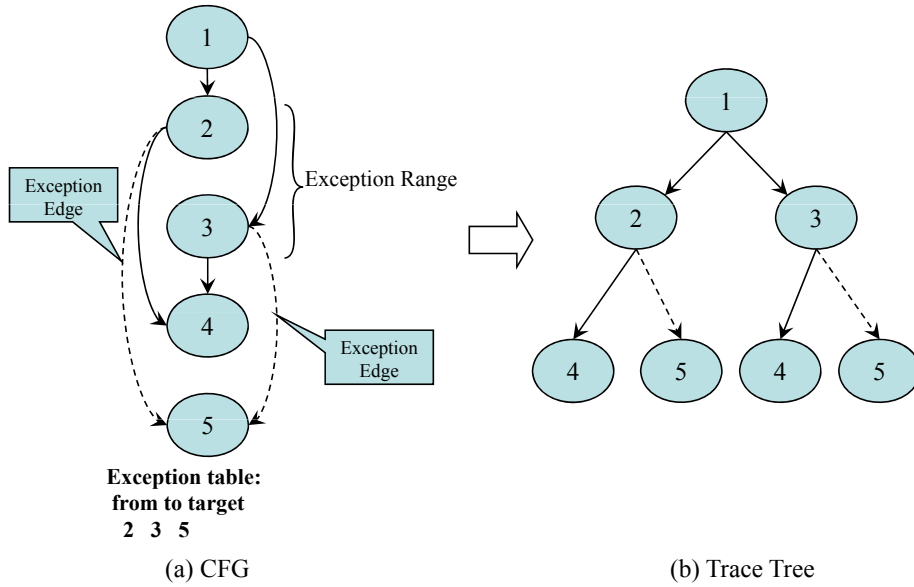 1
2
Exception Range
Exception
Edge
3
4
Exception
Edge
5
Exception table:
from to target
2 3 5
(a) CFG
1
2
3
4
5
4
5
(b) Trace Tree